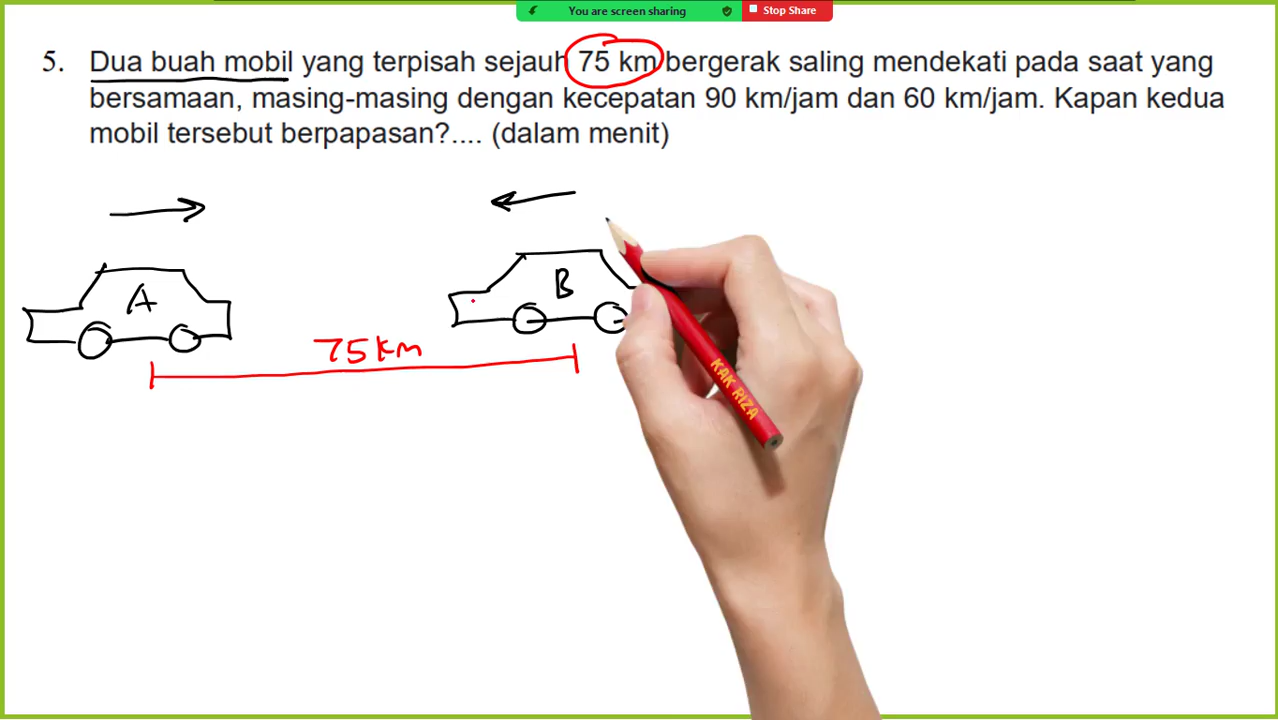 You are screen sharing
Stop Share
5. Dua buah mobil yang terpisah sejauh 75 km bergerak saling mendekati pada saat yang
bersamaan, masing-masing dengan kecepatan 90 km/jam dan 60 km/jam. Kapan kedua
mobil tersebut berpapasan?.... (dalam menit)
A
B
75 km
KAK RIZA